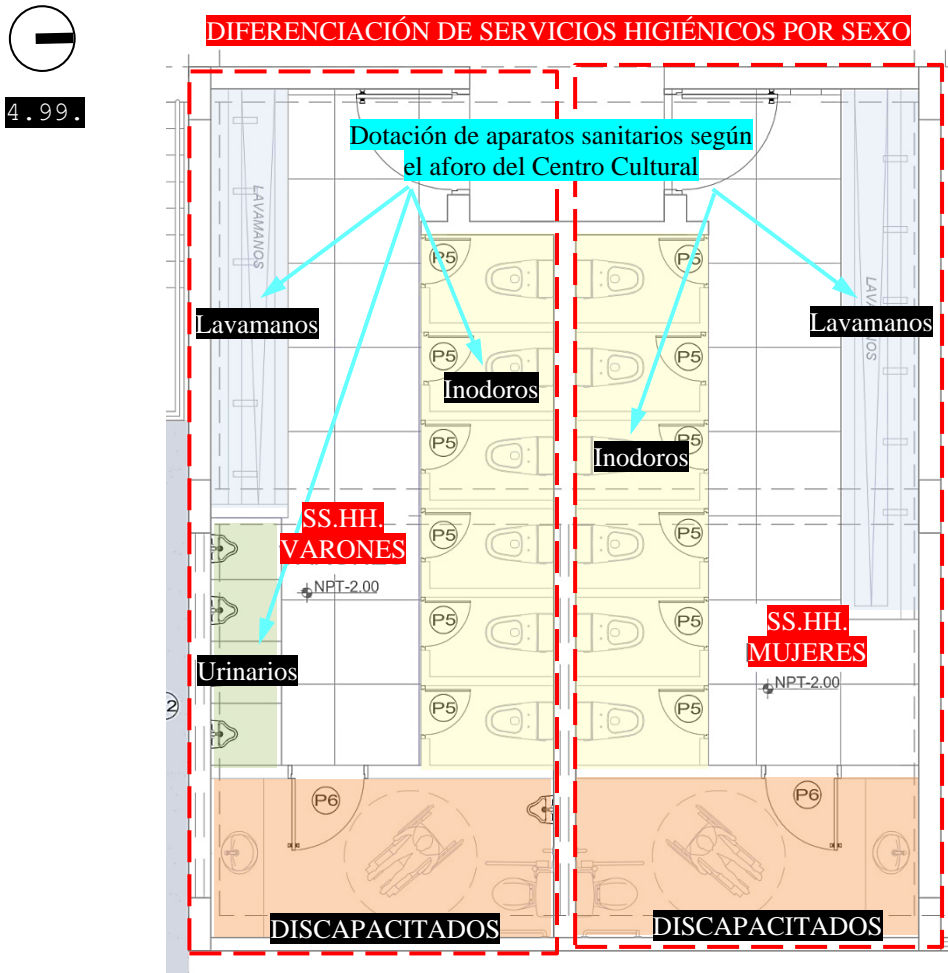 DIFERENCIACIÓN DE SERVICIOS HIGIÉNICOS POR SEXO
4.99.
Dotación de aparatos sanitarios según
el aforo del Centro Cultural
LAVAMANOS
Lavamanos
Lavamanos
P5
P5
P5
P5
Inodoros
P5
P5
Inodoros
SS.HH.
VARONES
P5
P5
NPT-2.00
P5
P5
SS.HH.
MUJERES
Urinarios
NPT-2.00
P5
P5
2
P6
P6
DISCAPACITADOS
DISCAPACITADOS